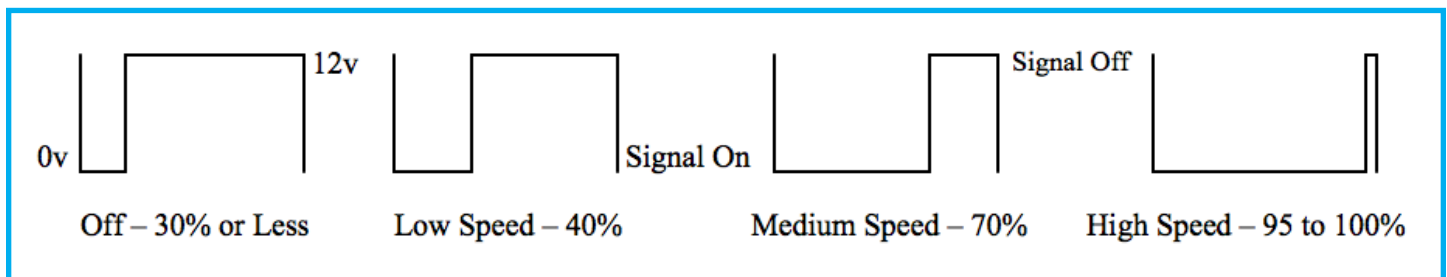 12v
Signal Off
0v
Signal On
Off – 30% or Less
Low Speed – 40%
Medium Speed – 70%
High Speed – 95 to 100%